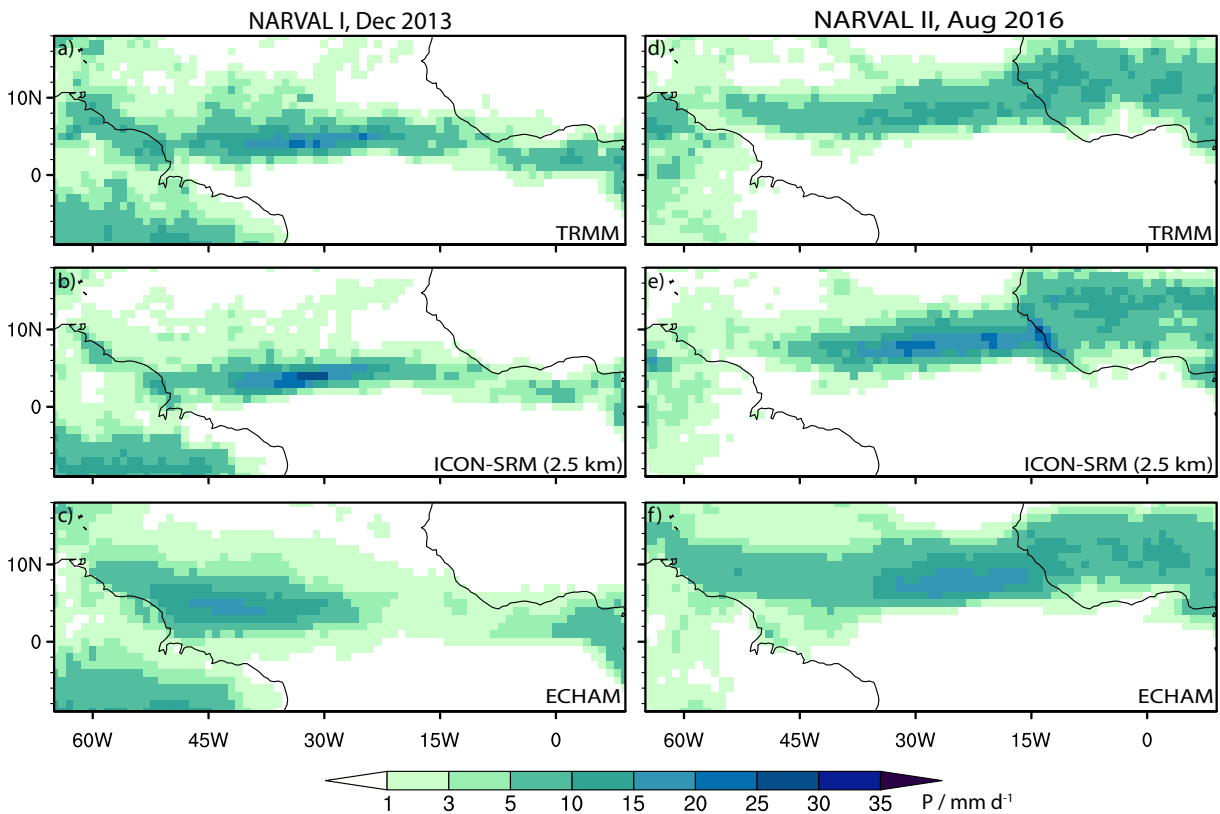 NARVAL I, Dec 2013
NARVAL II, Aug 2016
a)
10N
0
TRMM
d)
TRMM
b)
10N
0
ICON-SRM (2.5 km)
e)
ICON-SRM (2.5 km)
c)
10N
0
ECHAM
f)
ECHAM
60W 45W 30W 15W 0
60W 45W 30W 15W 0
1 3 5 10 15 20 25 30 35 P / mm d⁻¹